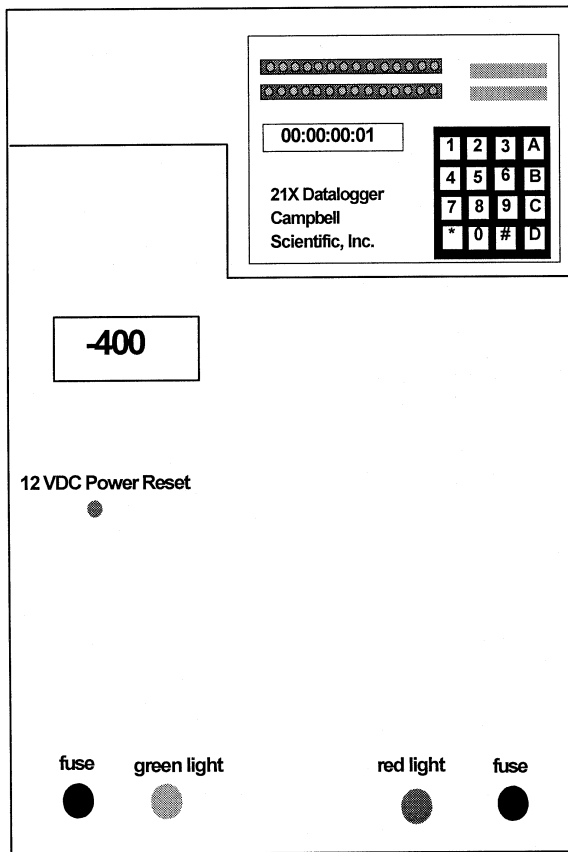 00:00:00:01
1 2 3 A
4 5 6 B
7 8 9 C
* 0 # D
21X Datalogger
Campbell
Scientific, Inc.
-400
12 VDC Power Reset
fuse green light red light fuse